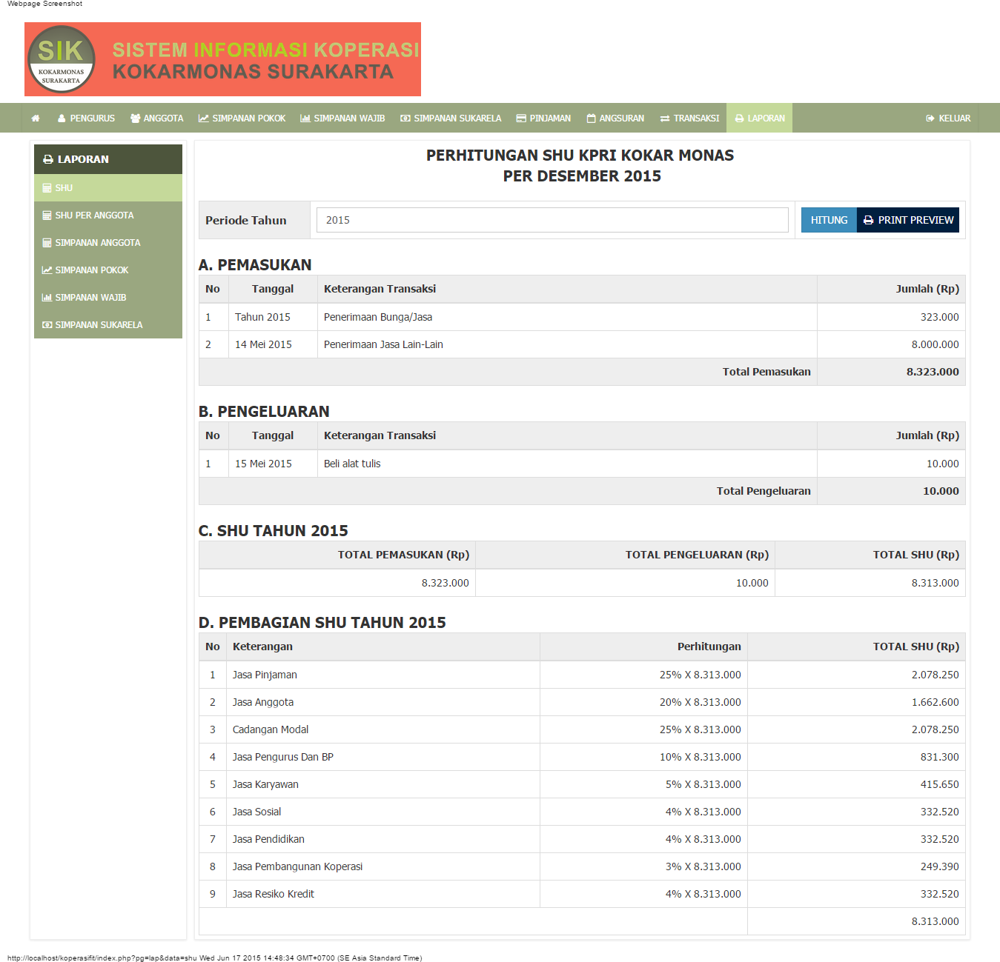 Webpage Screenshot
SIK
KOKARMONAS
SURAKARTA
SISTEM INFORMASI KOPERASI
KOKARMONAS SURAKARTA
PENGURUS ANGGOTA SIMPANAN POKOK SIMPANAN WAJIB SIMPANAN SUKARELA PINJAMAN ANGSURAN TRANSAKSI LAPORAN KELUAR
LAPORAN
SHU
SHU PER ANGGOTA
SIMPANAN ANGGOTA
SIMPANAN POKOK
SIMPANAN WAJIB
SIMPANAN SUKARELA
PERHITUNGAN SHU KPRI KOKAR MONAS
PER DESEMBER 2015
Periode Tahun 2015 HITUNG PRINT PREVIEW
A. PEMASUKAN
No Tanggal Keterangan Transaksi Jumlah (Rp)
1 Tahun 2015 Penerimaan Bunga/Jasa 323.000
2 14 Mei 2015 Penerimaan Jasa Lain-Lain 8.000.000
Total Pemasukan 8.323.000
B. PENGELUARAN
No Tanggal Keterangan Transaksi Jumlah (Rp)
1 15 Mei 2015 Beli alat tulis 10.000
Total Pengeluaran 10.000
C. SHU TAHUN 2015
TOTAL PEMASUKAN (Rp) TOTAL PENGELUARAN (Rp) TOTAL SHU (Rp)
8.323.000 10.000 8.313.000
D. PEMBAGIAN SHU TAHUN 2015
No Keterangan Perhitungan TOTAL SHU (Rp)
1 Jasa Pinjaman 25% X 8.313.000 2.078.250
2 Jasa Anggota 20% X 8.313.000 1.662.600
3 Cadangan Modal 25% X 8.313.000 2.078.250
4 Jasa Pengurus Dan BP 10% X 8.313.000 831.300
5 Jasa Karyawan 5% X 8.313.000 415.650
6 Jasa Sosial 4% X 8.313.000 332.520
7 Jasa Pendidikan 4% X 8.313.000 332.520
8 Jasa Pembangunan Koperasi 3% X 8.313.000 249.390
9 Jasa Resiko Kredit 4% X 8.313.000 332.520
8.313.000
http://localhost/koperasifit/index.php?pg=lap&data=shu Wed Jun 17 2015 14:48:34 GMT+0700 (SE Asia Standard Time)